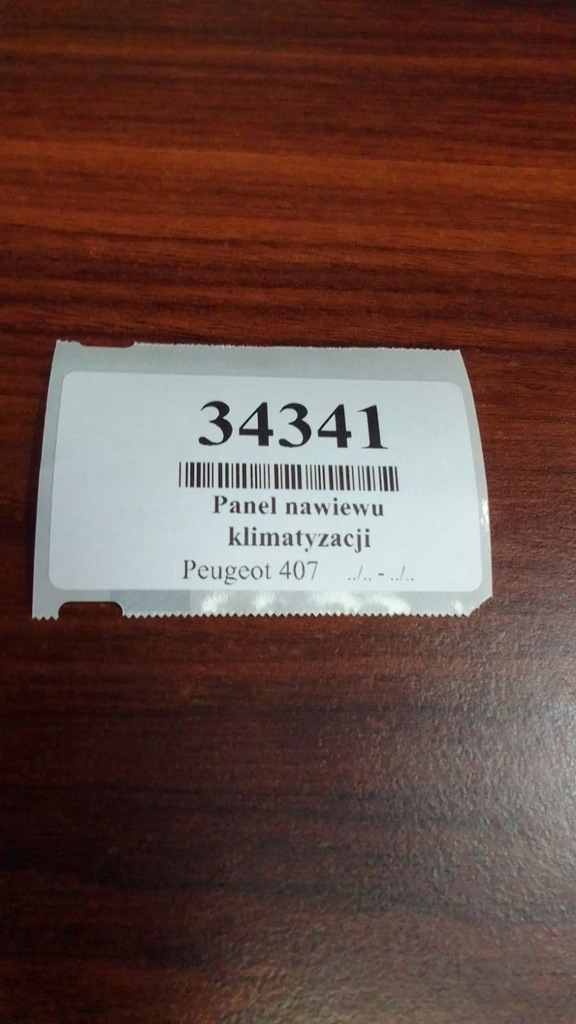 34341
Panel nawiewu
klimatyzacji
Peugeot 407 ../.. - ../..